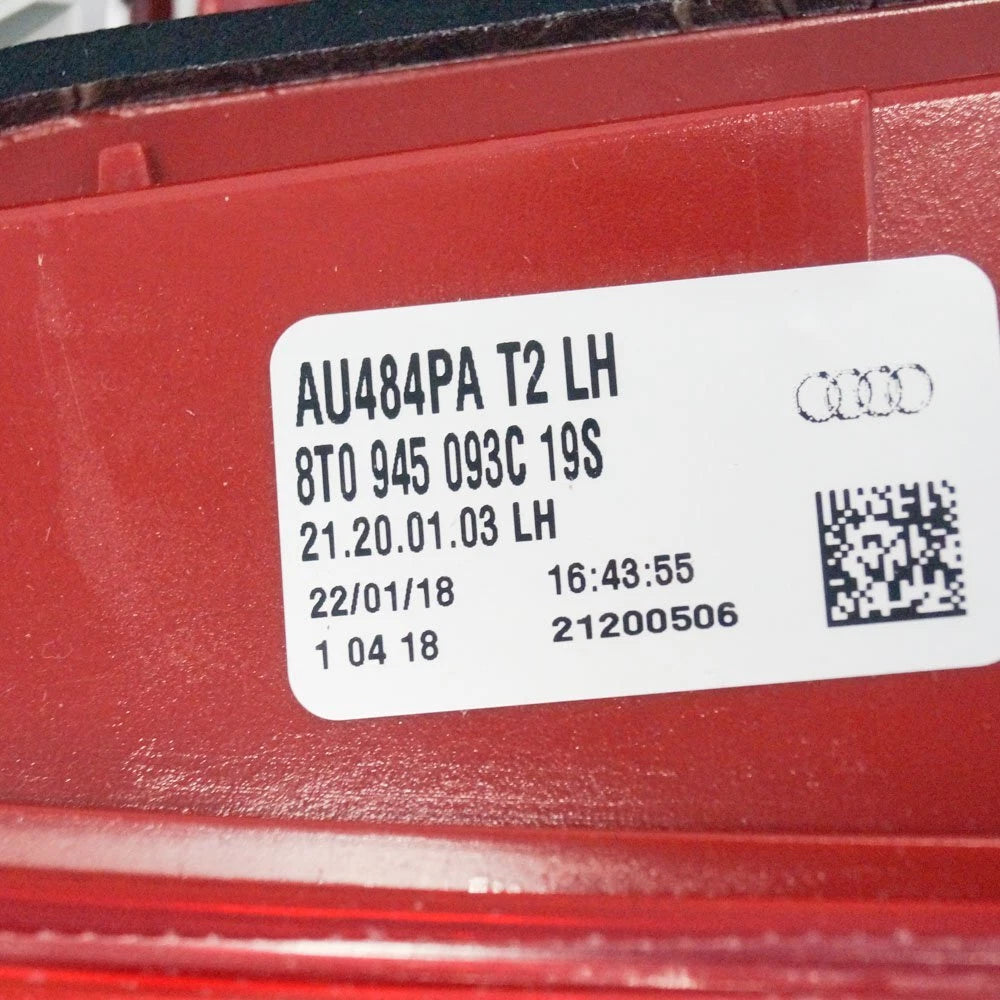 AU484PA T2 LH
8T0 945 093C 19S
21.20.01.03 LH
22/01/18 16:43:55
1 04 18 21200506